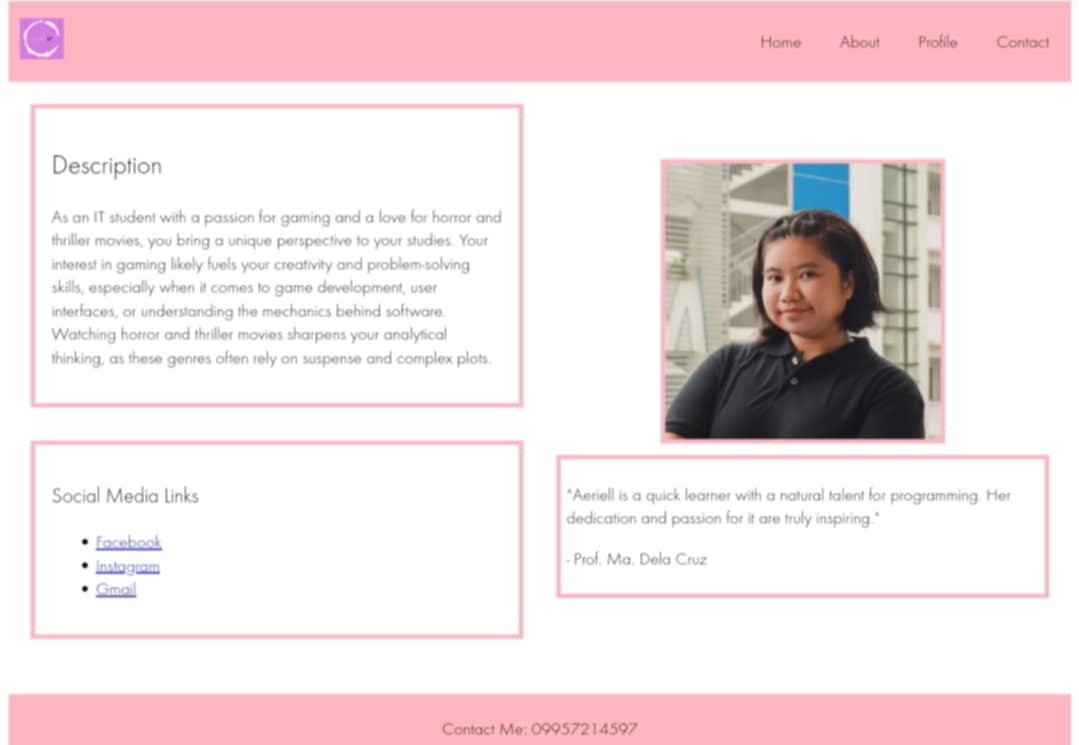 Home About Profile Contact
Description
As an IT student with a passion for gaming and a love for horror and
thriller movies, you bring a unique perspective to your studies. Your
interest in gaming likely fuels your creativity and problem-solving
skills, especially when it comes to game development, user
interfaces, or understanding the mechanics behind software.
Watching horror and thriller movies sharpens your analytical
thinking, as these genres often rely on suspense and complex plots.
Social Media Links
Facebook
Instagram
Gmail
"Aeriell is a quick learner with a natural talent for programming. Her
dedication and passion for it are truly inspiring."
- Prof. Ma. Dela Cruz
Contact Me: 09957214597